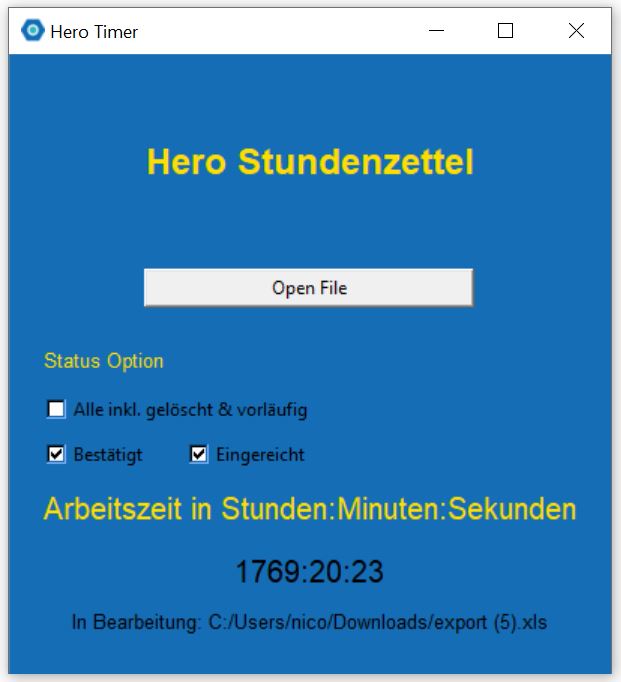 Hero Timer
Hero Stundenzettel
Open File
Status Option
Alle inkl. gelöscht & vorläufig
Bestätigt Eingereicht
Arbeitszeit in Stunden:Minuten:Sekunden
1769:20:23
In Bearbeitung: C:/Users/nico/Downloads/export (5).xls